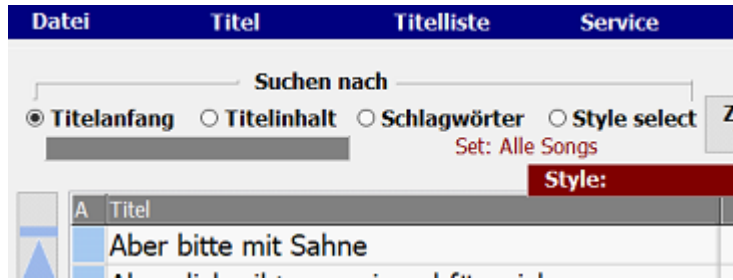 Datei Titel Titelliste Service
Suchen nach
Titelanfang Titelinhalt Schlagwörter Style select
Set: Alle Songs
Style:
A Titel
Aber bitte mit Sahne